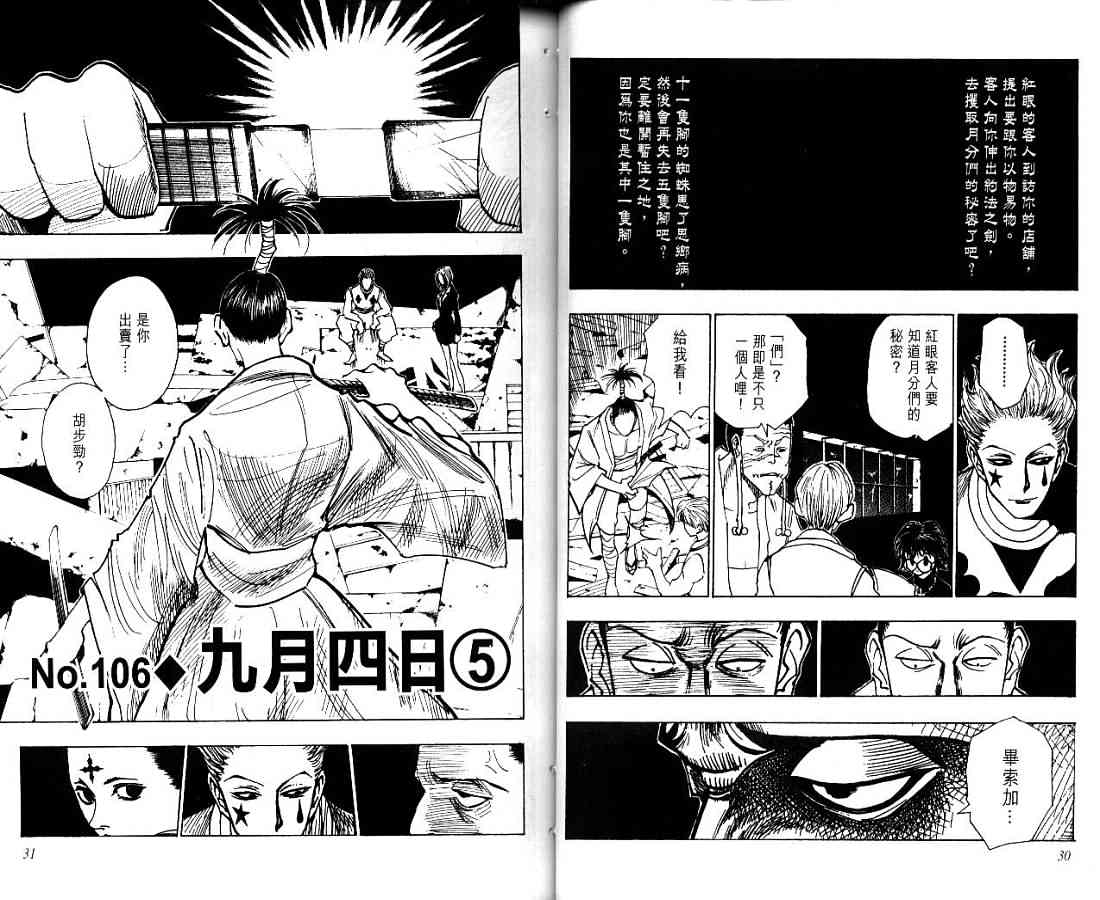 紅眼的客人到訪你的店舖，
提出要跟你以物易物。
客人向你伸出約法之劍，
去攫取月分們的秘密了吧？
十一隻腳的蜘蛛患了思鄉病，
然後會再失去五隻腳吧？
定要離開暫住之地，
因為你也是其中一隻腳。
………
紅眼客人要
知道月分們的
秘密？
「們」？
那即是不只
一個人哩！
給我看！
畢索加…
30
是你
出賣了…
胡步勁？
No.106◆九月四日⑤
31